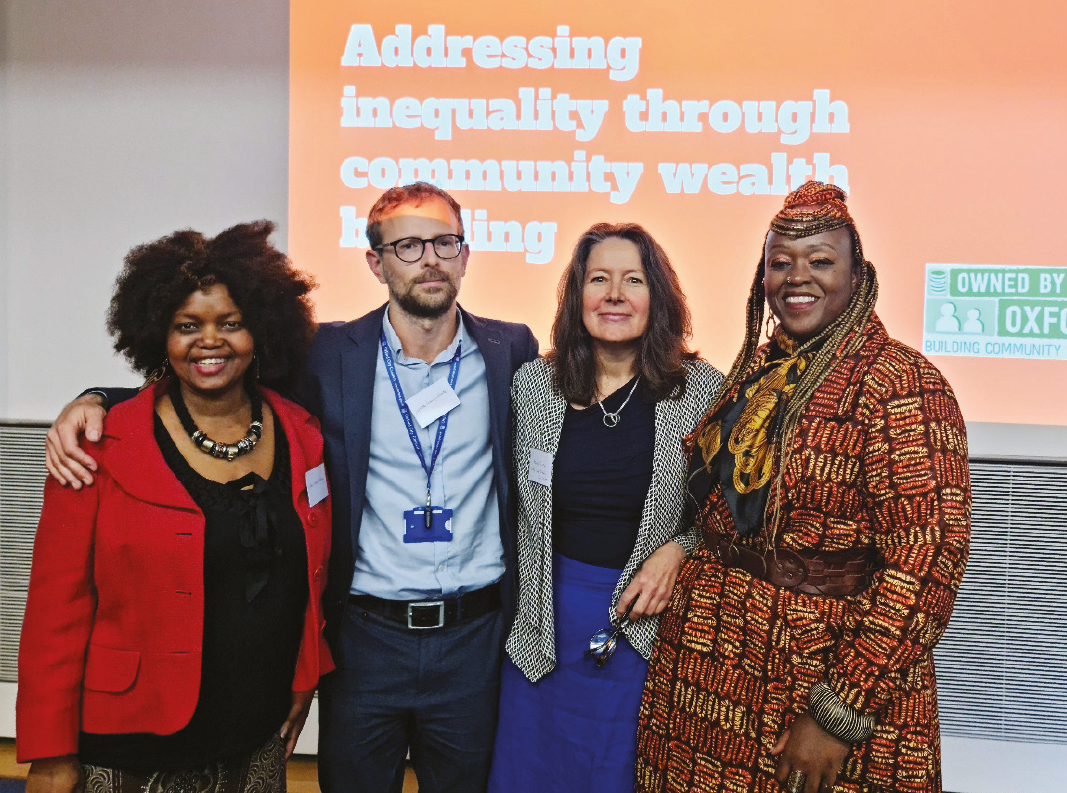 Addressing
inequality through
community wealth
OWNED BY
BUILDING COMMUNITY